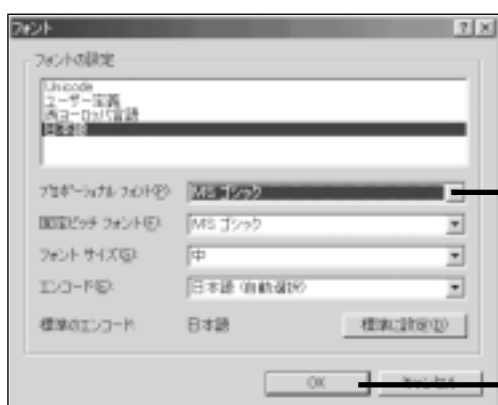 フォント
フォントの設定
Unicode
ユーザー定義
西ヨーロッパ言語
日本語
プロポーショナル フォント(P): MS ゴシック
固定ピッチ フォント(F): MS ゴシック
フォント サイズ(S): 中
エンコード(E): 日本語 (自動選択)
標準のエンコード: 日本語 標準に設定(D)
OK キャンセル